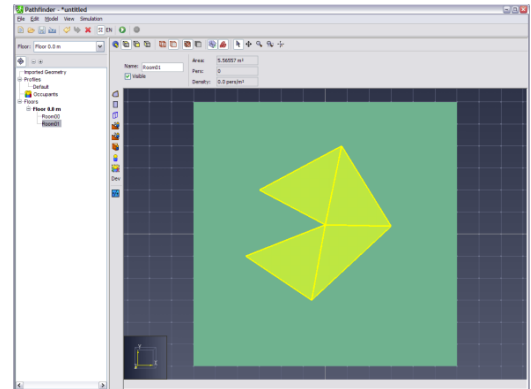 Pathfinder - *untitled
File Edit Model View Simulation
Floor: Floor 0.0 m
Name: Room01
Visible
Area: 5.56557 m²
Pers: 0
Density: 0.0 pers/m²
Imported Geometry
Profiles
Default
Occupants
Floors
Floor 0.0 m
Room00
Room01
Dev